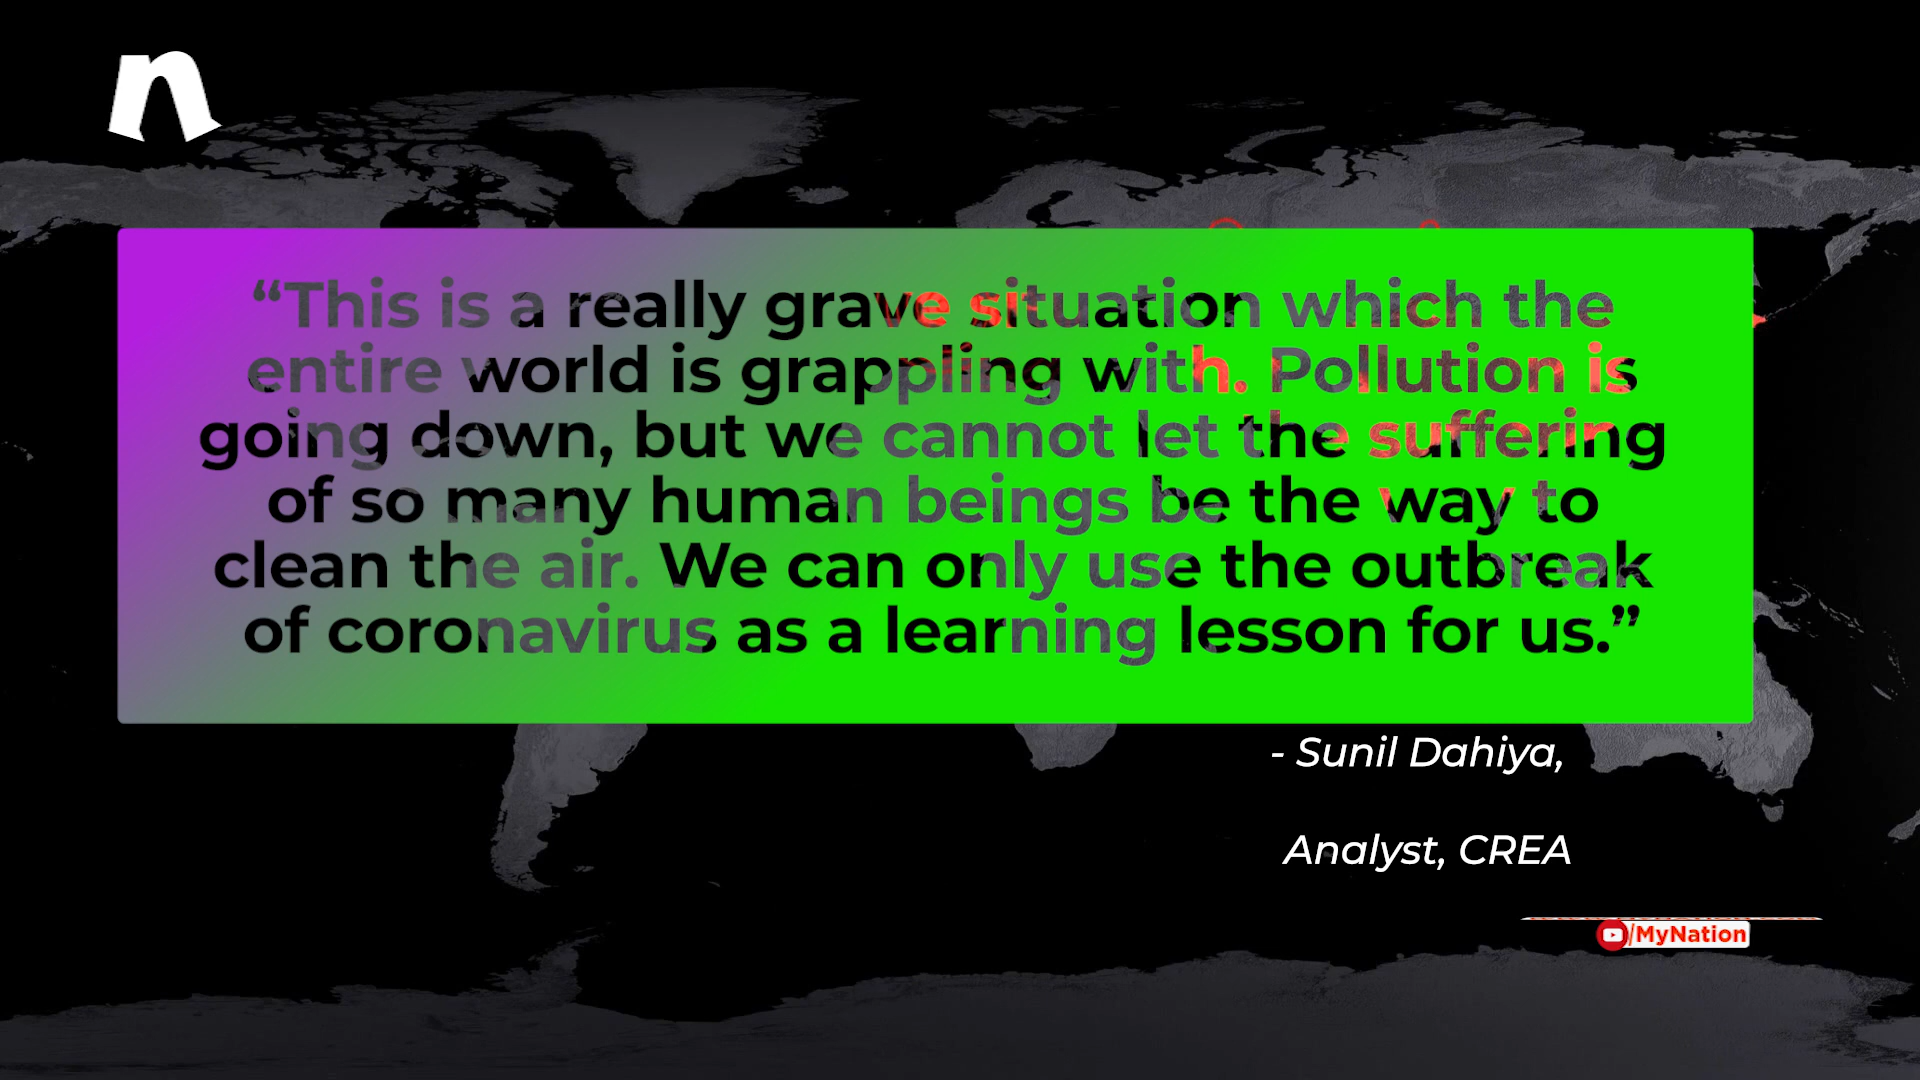 n
“This is a really grave situation which the
entire world is grappling with. Pollution is
going down, but we cannot let the suffering
of so many human beings be the way to
clean the air. We can only use the outbreak
of coronavirus as a learning lesson for us.”
- Sunil Dahiya,
Analyst, CREA
/MyNation